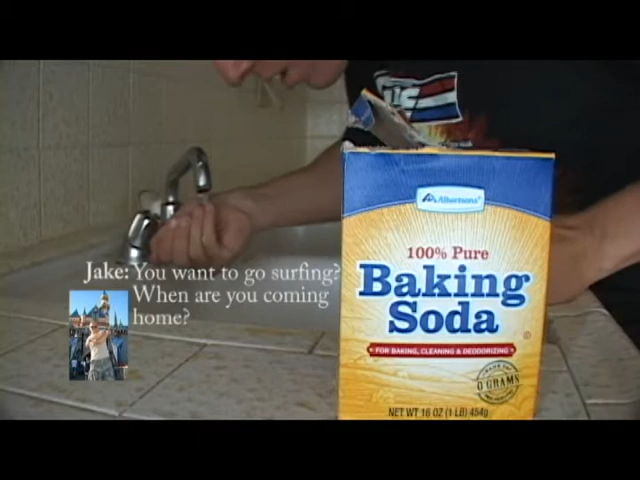 Albertsons
100% Pure
Baking
Soda
FOR BAKING, CLEANING & DEODORIZING
0 GRAMS
NET WT 16 OZ (1 LB) 454g
Jake: You want to go surfing?
When are you coming
home?